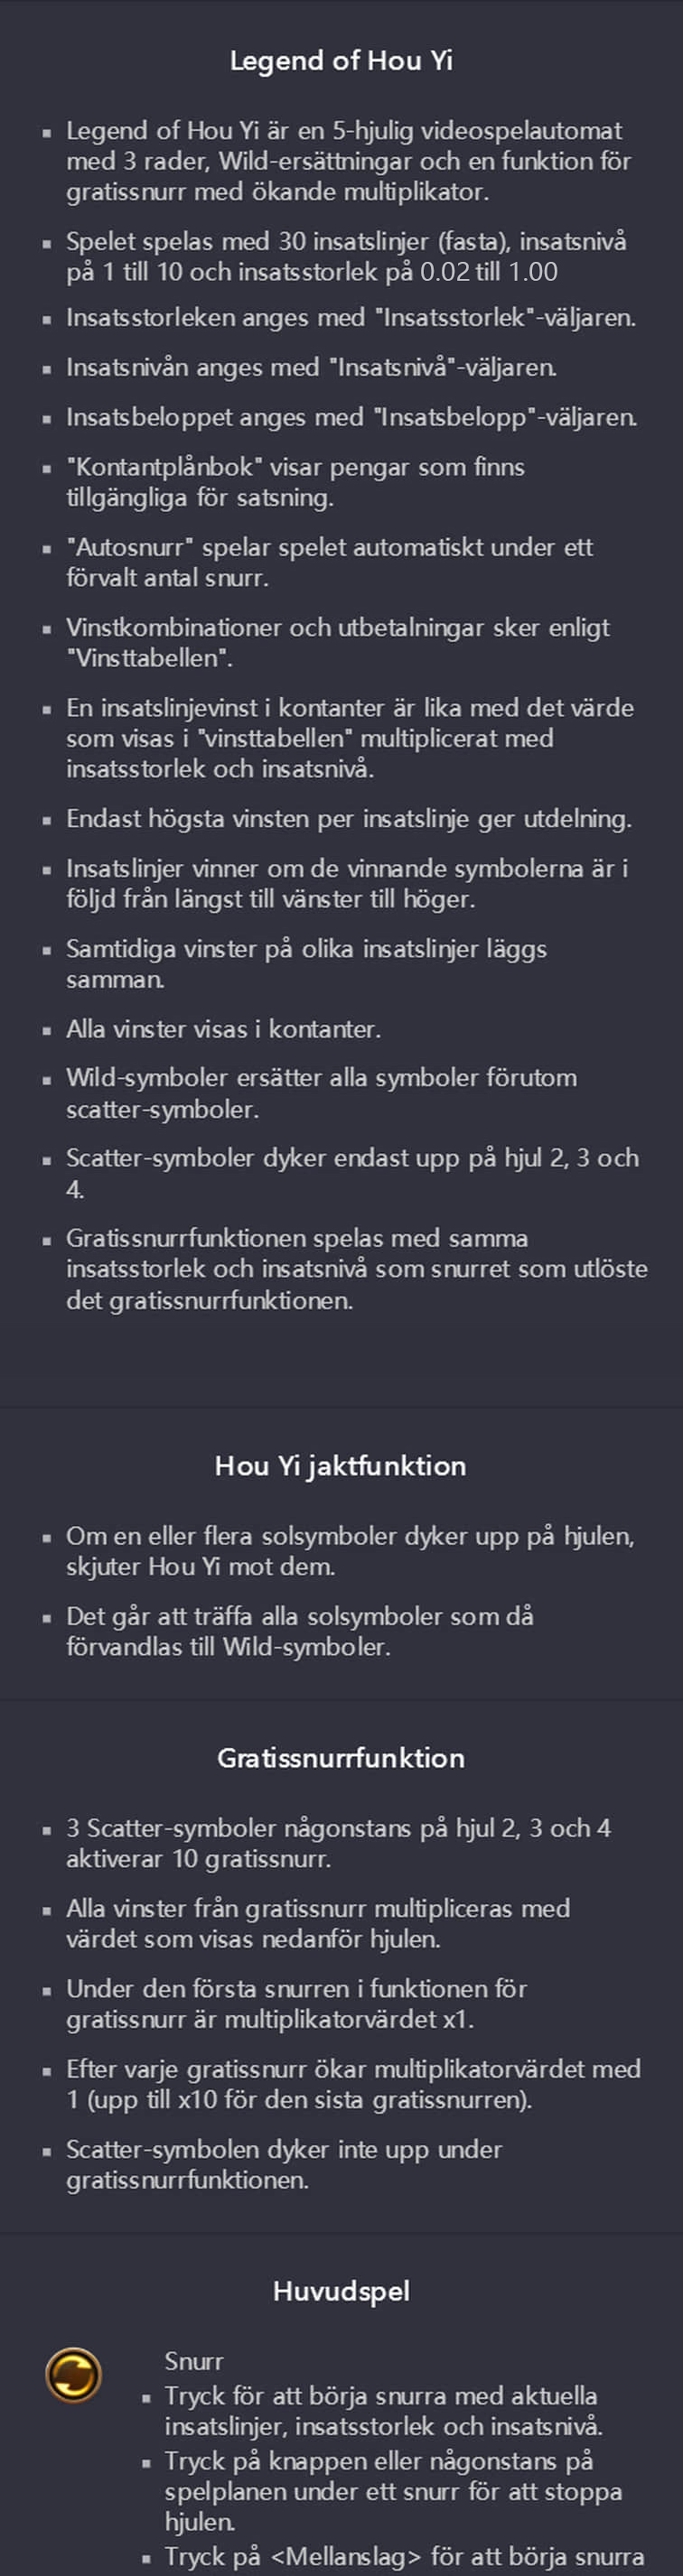 Legend of Hou Yi
▪ Legend of Hou Yi är en 5-hjulig videospelautomat
med 3 rader, Wild-ersättningar och en funktion för
gratissnurr med ökande multiplikator.
▪ Spelet spelas med 30 insatslinjer (fasta), insatsnivå
på 1 till 10 och insatsstorlek på 0.02 till 1.00
▪ Insatsstorleken anges med "Insatsstorlek"-väljaren.
▪ Insatsnivån anges med "Insatsnivå"-väljaren.
▪ Insatsbeloppet anges med "Insatsbelopp"-väljaren.
▪ "Kontantplånbok" visar pengar som finns
tillgängliga för satsning.
▪ "Autosnurr" spelar spelet automatiskt under ett
förvalt antal snurr.
▪ Vinstkombinationer och utbetalningar sker enligt
"Vinsttabellen".
▪ En insatslinjevinst i kontanter är lika med det värde
som visas i "vinsttabellen" multiplicerat med
insatsstorlek och insatsnivå.
▪ Endast högsta vinsten per insatslinje ger utdelning.
▪ Insatslinjer vinner om de vinnande symbolerna är i
följd från längst till vänster till höger.
▪ Samtidiga vinster på olika insatslinjer läggs
samman.
▪ Alla vinster visas i kontanter.
▪ Wild-symboler ersätter alla symboler förutom
scatter-symboler.
▪ Scatter-symboler dyker endast upp på hjul 2, 3 och
4.
▪ Gratissnurrfunktionen spelas med samma
insatsstorlek och insatsnivå som snurret som utlöste
det gratissnurrfunktionen.
Hou Yi jaktfunktion
▪ Om en eller flera solsymboler dyker upp på hjulen,
skjuter Hou Yi mot dem.
▪ Det går att träffa alla solsymboler som då
förvandlas till Wild-symboler.
Gratissnurrfunktion
▪ 3 Scatter-symboler någonstans på hjul 2, 3 och 4
aktiverar 10 gratissnurr.
▪ Alla vinster från gratissnurr multipliceras med
värdet som visas nedanför hjulen.
▪ Under den första snurren i funktionen för
gratissnurr är multiplikatorvärdet x1.
▪ Efter varje gratissnurr ökar multiplikatorvärdet med
1 (upp till x10 för den sista gratissnurren).
▪ Scatter-symbolen dyker inte upp under
gratissnurrfunktionen.
Huvudspel
Snurr
▪ Tryck för att börja snurra med aktuella
insatslinjer, insatsstorlek och insatsnivå.
▪ Tryck på knappen eller någonstans på
spelplanen under ett snurr för att stoppa
hjulen.
▪ Tryck på <Mellanslag> för att börja snurra